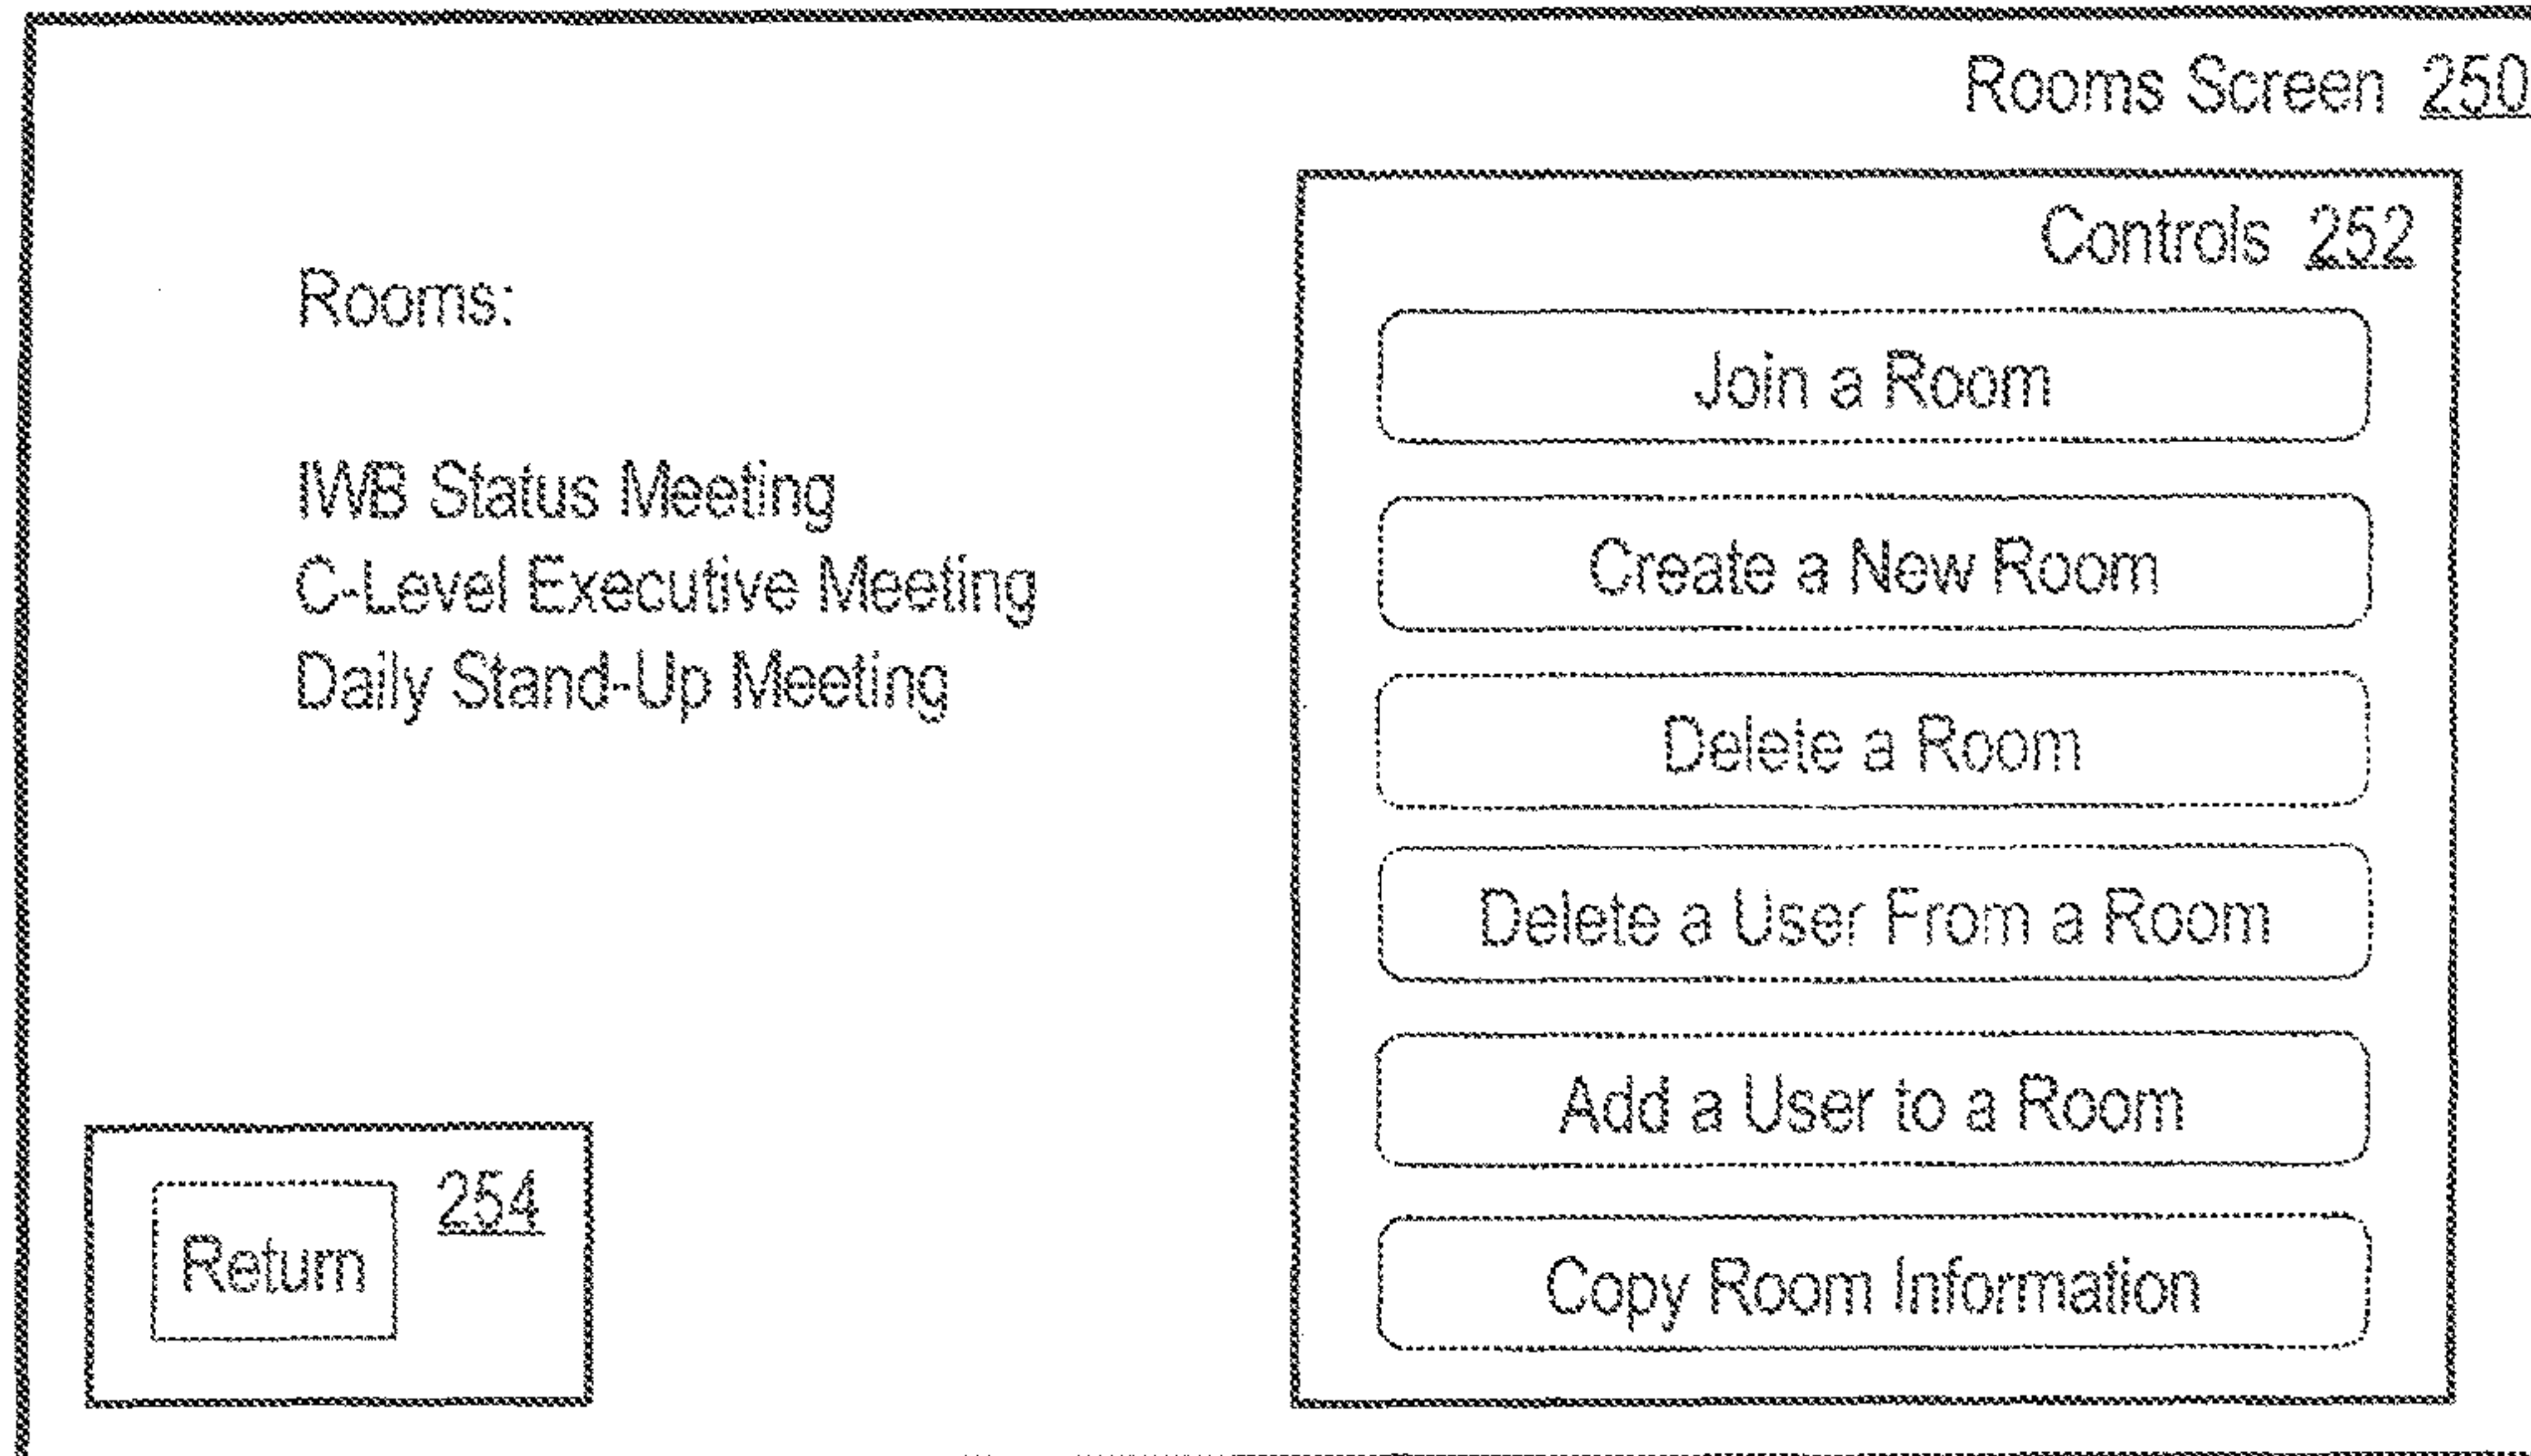 Rooms Screen 250
Rooms:
IWB Status Meeting
C-Level Executive Meeting
Daily Stand-Up Meeting
Controls 252
Join a Room
Create a New Room
Delete a Room
Delete a User From a Room
Add a User to a Room
Copy Room Information
254
Return